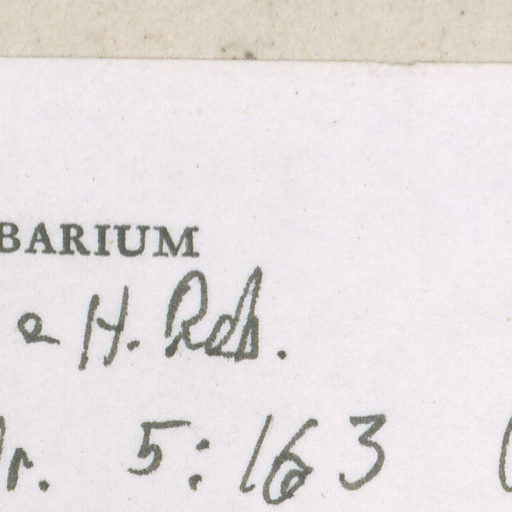 BARIUM
a H. Rob.
r. 5:163 (